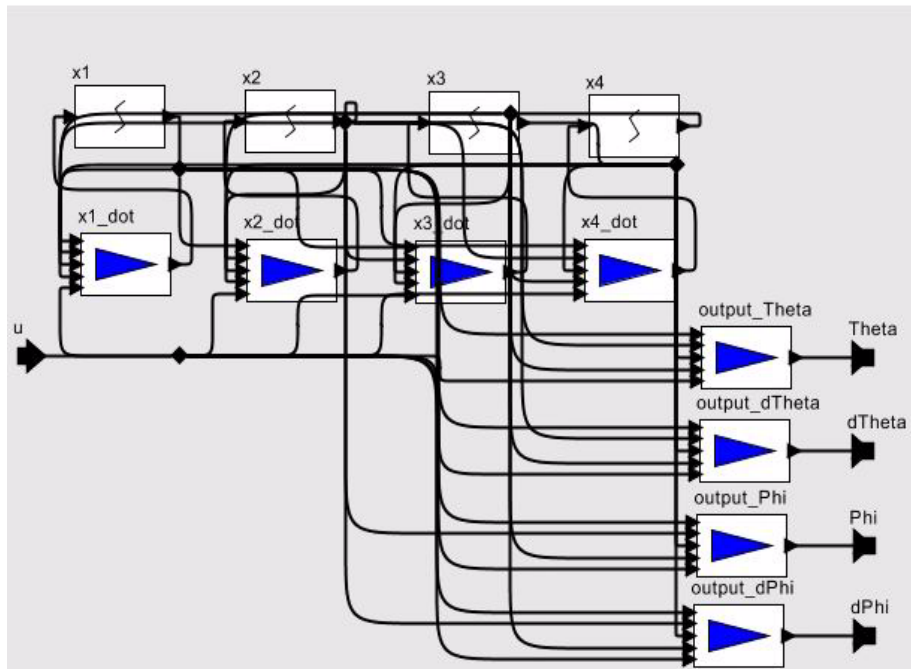 x1
x2
x3
x4
x1_dot
x2_dot
x3_dot
x4_dot
u
output_Theta
Theta
output_dTheta
dTheta
output_Phi
Phi
output_dPhi
dPhi